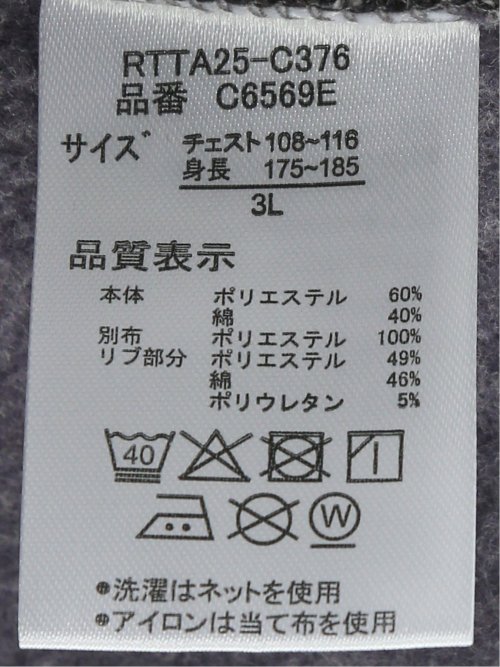 RTTA25-C376
品番 C6569E
サイズ チェスト 108~116
身長 175~185
3L
品質表示
本体 ポリエステル 60%
綿 40%
別布 ポリエステル 100%
リブ部分 ポリエステル 49%
綿 46%
ポリウレタン 5%
40
W
●洗濯はネットを使用
●アイロンは当て布を使用